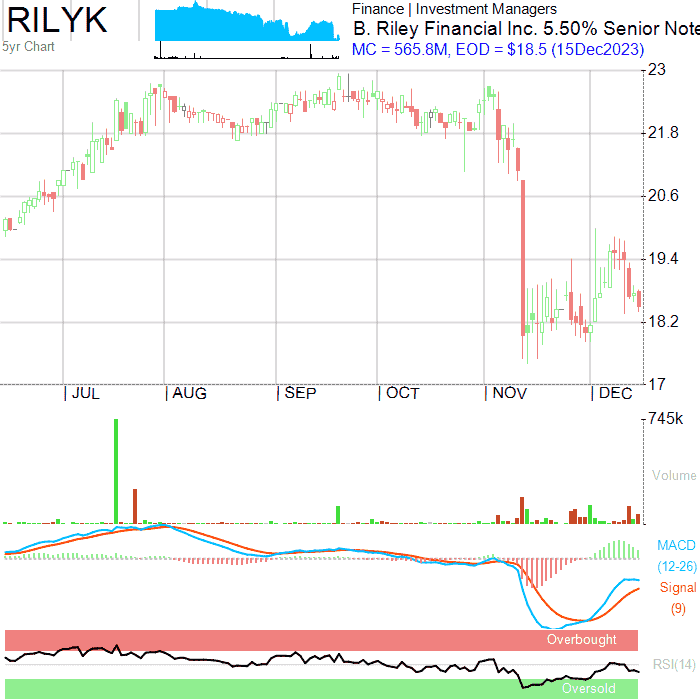 RILYK
5yr Chart
Finance | Investment Managers
B. Riley Financial Inc. 5.50% Senior Note
MC = 565.8M, EOD = $18.5 (15Dec2023)
23
21.8
20.6
19.4
18.2
17
| JUL | AUG | SEP | OCT | NOV | DEC
745k
Volume
MACD
(12-26)
Signal
(9)
Overbought
RSI(14)
Oversold